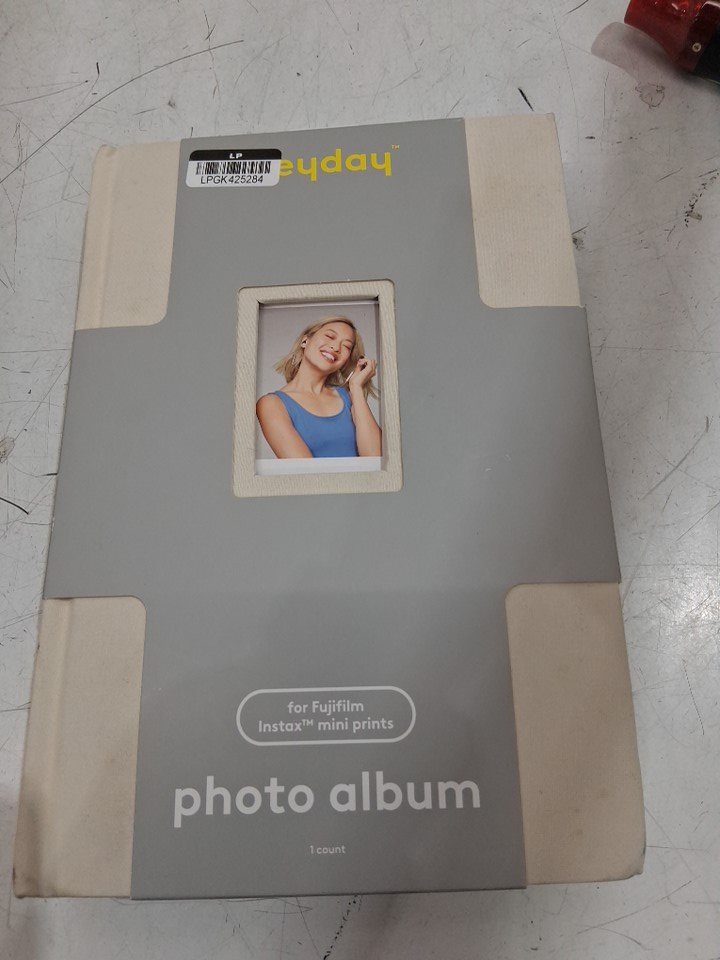 LP
LPGK425284
eyday™
for Fujifilm
Instax™ mini prints
photo album
1 count